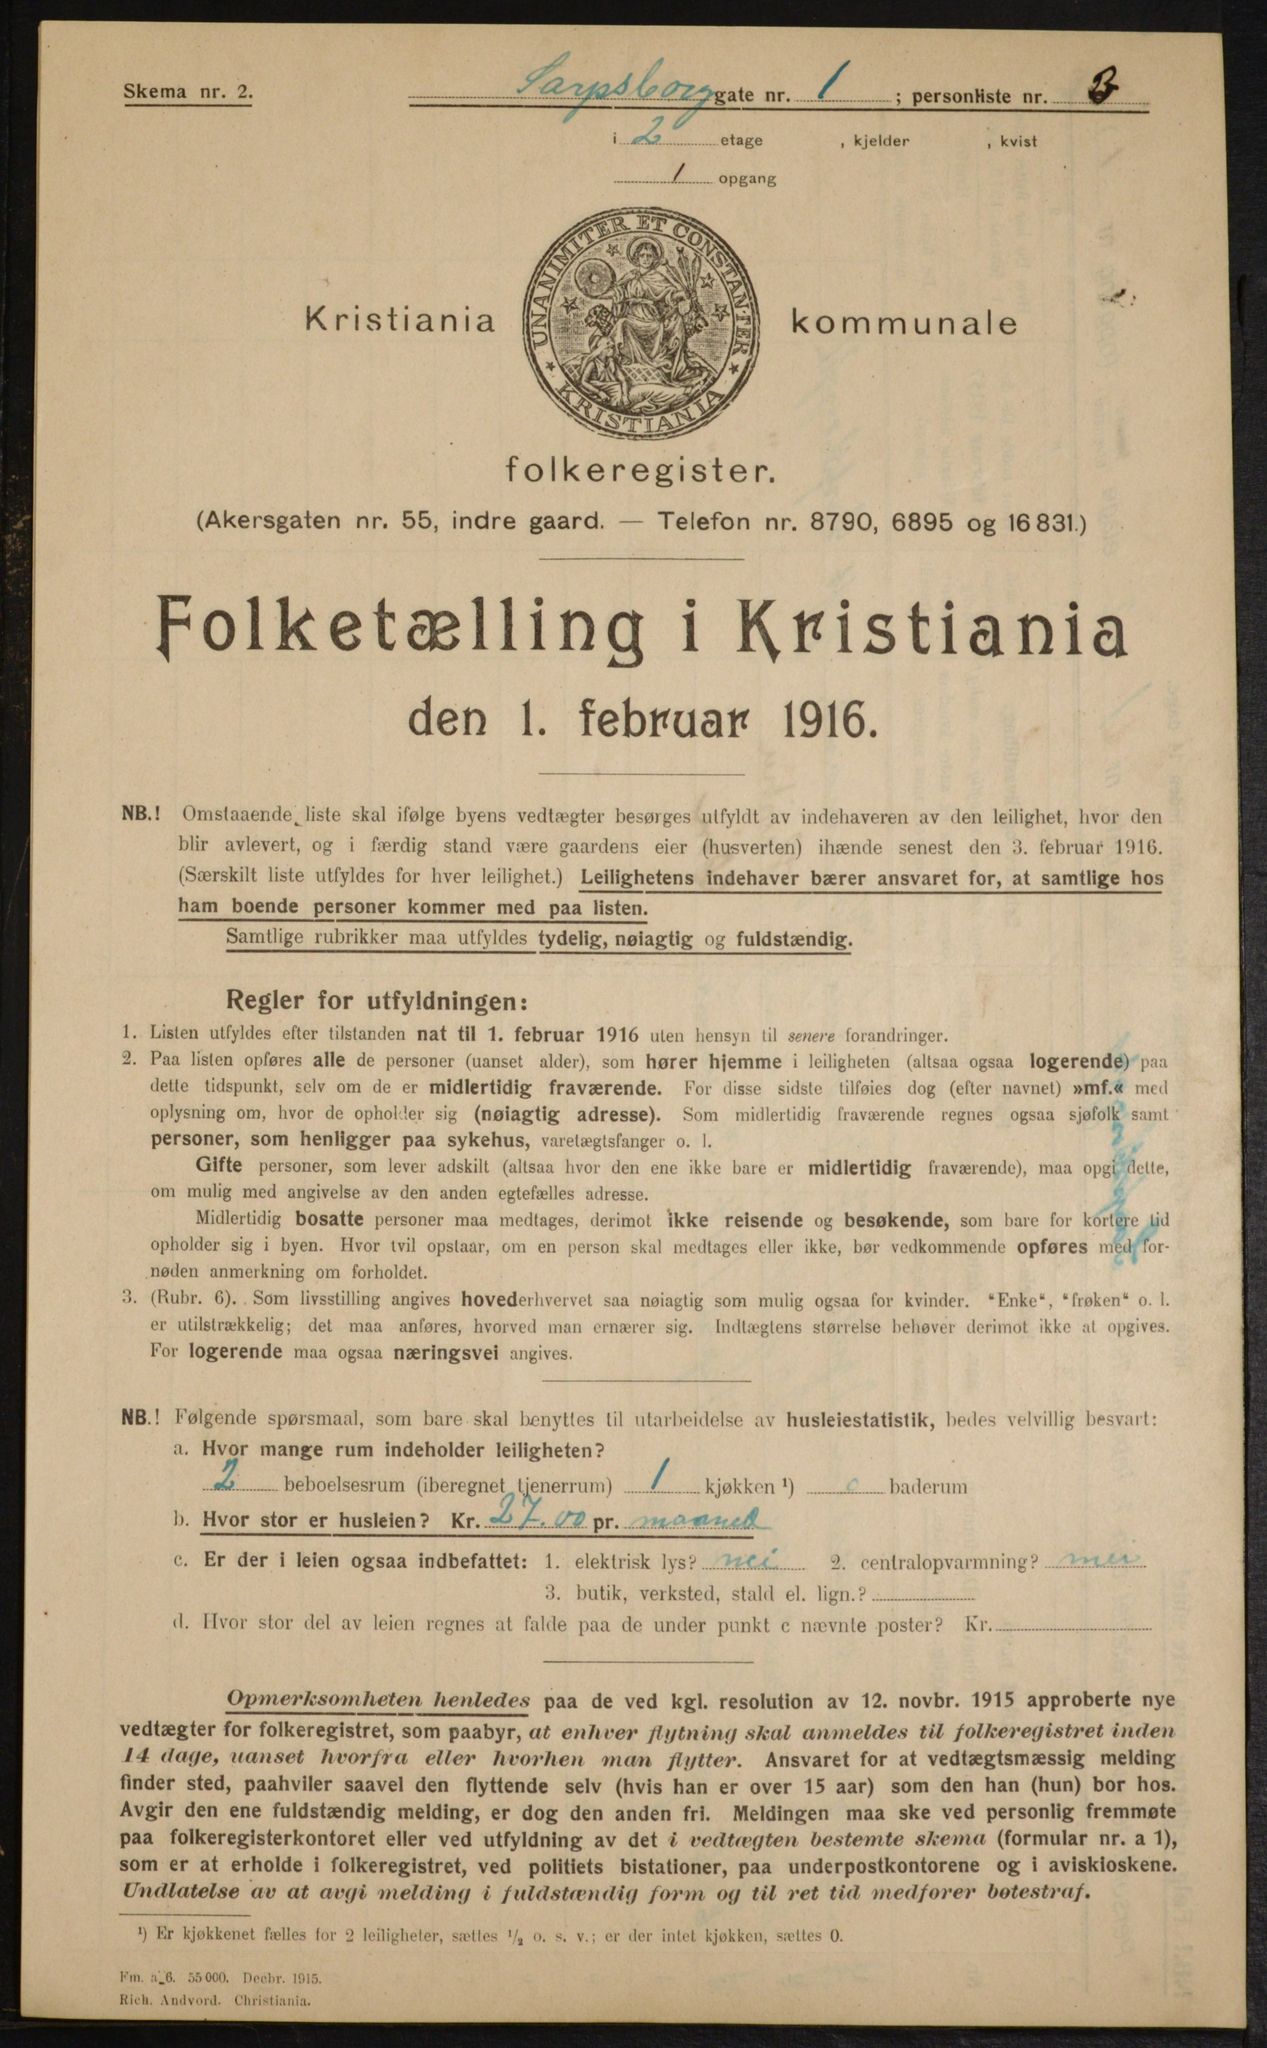 Skema nr. 2.
Sarpsborg gate nr. 1 ; personliste nr. 3
i 2 etage , kjelder , kvist
1 opgang
UNANIMITER ET CONSTANTER
KRISTIANIA
Kristiania kommunale
folkeregister.
(Akersgaten nr. 55, indre gaard. — Telefon nr. 8790, 6895 og 16 831.)
Folketælling i Kristiania
den 1. februar 1916.
NB.! Omstaaende liste skal ifølge byens vedtægter besørges utfyldt av indehaveren av den leilighet, hvor den
blir avlevert, og i færdig stand være gaardens eier (husverten) ihænde senest den 3. februar 1916.
(Særskilt liste utfyldes for hver leilighet.) Leilighetens indehaver bærer ansvaret for, at samtlige hos
ham boende personer kommer med paa listen.
Samtlige rubrikker maa utfyldes tydelig, nøiagtig og fuldstændig.
Regler for utfyldningen:
1. Listen utfyldes efter tilstanden nat til 1. februar 1916 uten hensyn til senere forandringer.
2. Paa listen opføres alle de personer (uanset alder), som hører hjemme i leiligheten (altsaa ogsaa logerende) paa
dette tidspunkt, selv om de er midlertidig fraværende. For disse sidste tilføies dog (efter navnet) »mf.« med
oplysning om, hvor de opholder sig (nøiagtig adresse). Som midlertidig fraværende regnes ogsaa sjøfolk samt
personer, som henligger paa sykehus, varetægtsfanger o. l.
Gifte personer, som lever adskilt (altsaa hvor den ene ikke bare er midlertidig fraværende), maa opgi dette,
om mulig med angivelse av den anden egtefælles adresse.
Midlertidig bosatte personer maa medtages, derimot ikke reisende og besøkende, som bare for kortere tid
opholder sig i byen. Hvor tvil opstaar, om en person skal medtages eller ikke, bør vedkommende opføres med for-
nøden anmerkning om forholdet.
3. (Rubr. 6). Som livsstilling angives hovederhvervet saa nøiagtig som mulig ogsaa for kvinder. "Enke", "frøken" o. l.
er utilstrækkelig; det maa anføres, hvorved man ernærer sig. Indtægtens størrelse behøver derimot ikke at opgives.
For logerende maa ogsaa næringsvei angives.
NB.! Følgende spørsmaal, som bare skal benyttes til utarbeidelse av husleiestatistik, bedes velvillig besvart:
a. Hvor mange rum indeholder leiligheten?
2 beboelsesrum (iberegnet tjenerrum) 1 kjøkken ¹) 0 baderum
b. Hvor stor er husleien? Kr. 27.00 pr. maaned
c. Er der i leien ogsaa indbefattet: 1. elektrisk lys? nei 2. centralopvarmning? nei
3. butik, verksted, stald el. lign.?
d. Hvor stor del av leien regnes at falde paa de under punkt c nævnte poster? Kr.
Opmerksomheten henledes paa de ved kgl. resolution av 12. novbr. 1915 approberte nye
vedtægter for folkeregistret, som paabyr, at enhver flytning skal anmeldes til folkeregistret inden
14 dage, uanset hvorfra eller hvorhen man flytter. Ansvaret for at vedtægtsmæssig melding
finder sted, paahviler saavel den flyttende selv (hvis han er over 15 aar) som den han (hun) bor hos.
Avgir den ene fuldstændig melding, er dog den anden fri. Meldingen maa ske ved personlig fremmøte
paa folkeregisterkontoret eller ved utfyldning av det i vedtægten bestemte skema (formular nr. a 1),
som er at erholde i folkeregistret, ved politiets bistationer, paa underpostkontorene og i aviskioskene.
Undlatelse av at avgi melding i fuldstændig form og til ret tid medfører bøtestraf.
¹) Er kjøkkenet fælles for 2 leiligheter, sættes ½ o. s. v.; er der intet kjøkken, sættes 0.
Fm. a_6. 55 000. Decbr. 1915.
Rich. Andvord. Christiania.